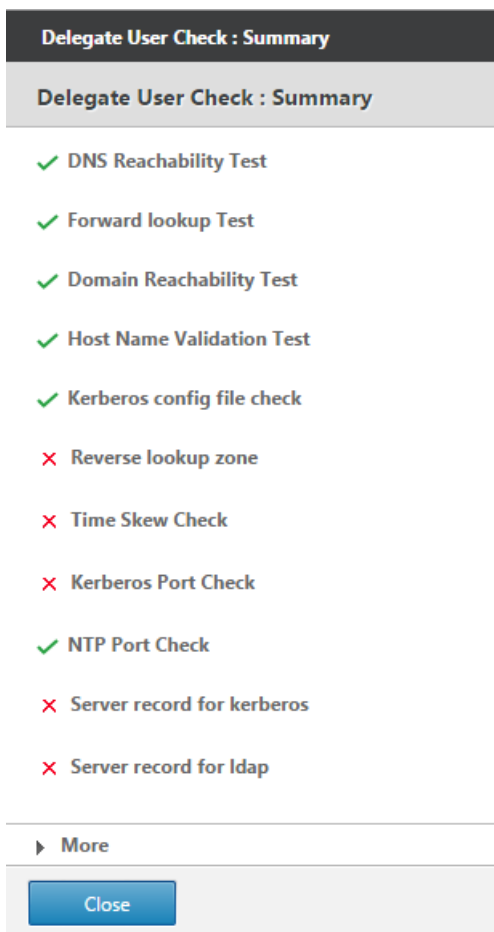 Delegate User Check : Summary
Delegate User Check : Summary
DNS Reachability Test
Forward lookup Test
Domain Reachability Test
Host Name Validation Test
Kerberos config file check
Reverse lookup zone
Time Skew Check
Kerberos Port Check
NTP Port Check
Server record for kerberos
Server record for ldap
More
Close